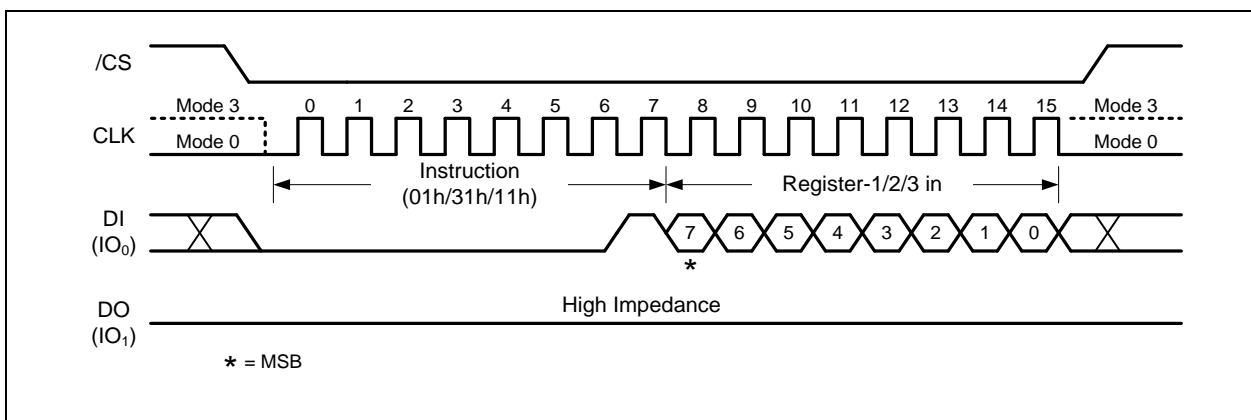 /CS
Mode 3 0 1 2 3 4 5 6 7 8 9 10 11 12 13 14 15 Mode 3
CLK
Mode 0 Mode 0
Instruction
(01h/31h/11h)
Register-1/2/3 in
DI
(IO₀)
7 6 5 4 3 2 1 0
*
High Impedance
DO
(IO₁)
* = MSB